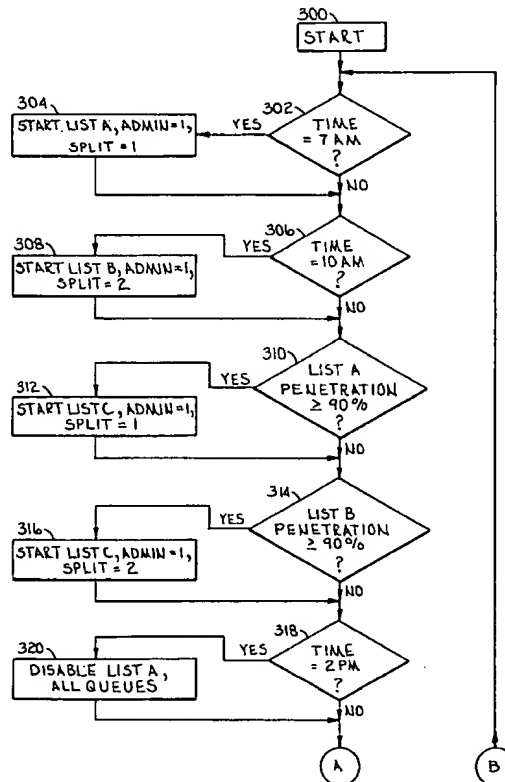 300
START
304
302
START LIST A, ADMIN=1,
SPLIT = 1
YES
TIME
= 7 AM
?
NO
306
308
START LIST B, ADMIN=1,
SPLIT = 2
YES
TIME
=10 AM
?
NO
310
312
START LIST C, ADMIN=1,
SPLIT = 1
YES
LIST A
PENETRATION
≥ 90%
?
NO
314
316
START LIST C, ADMIN=1,
SPLIT = 2
YES
LIST B
PENETRATION
≥ 90%
?
NO
318
320
DISABLE LIST A,
ALL QUEUES
YES
TIME
= 2 PM
?
NO
A
B